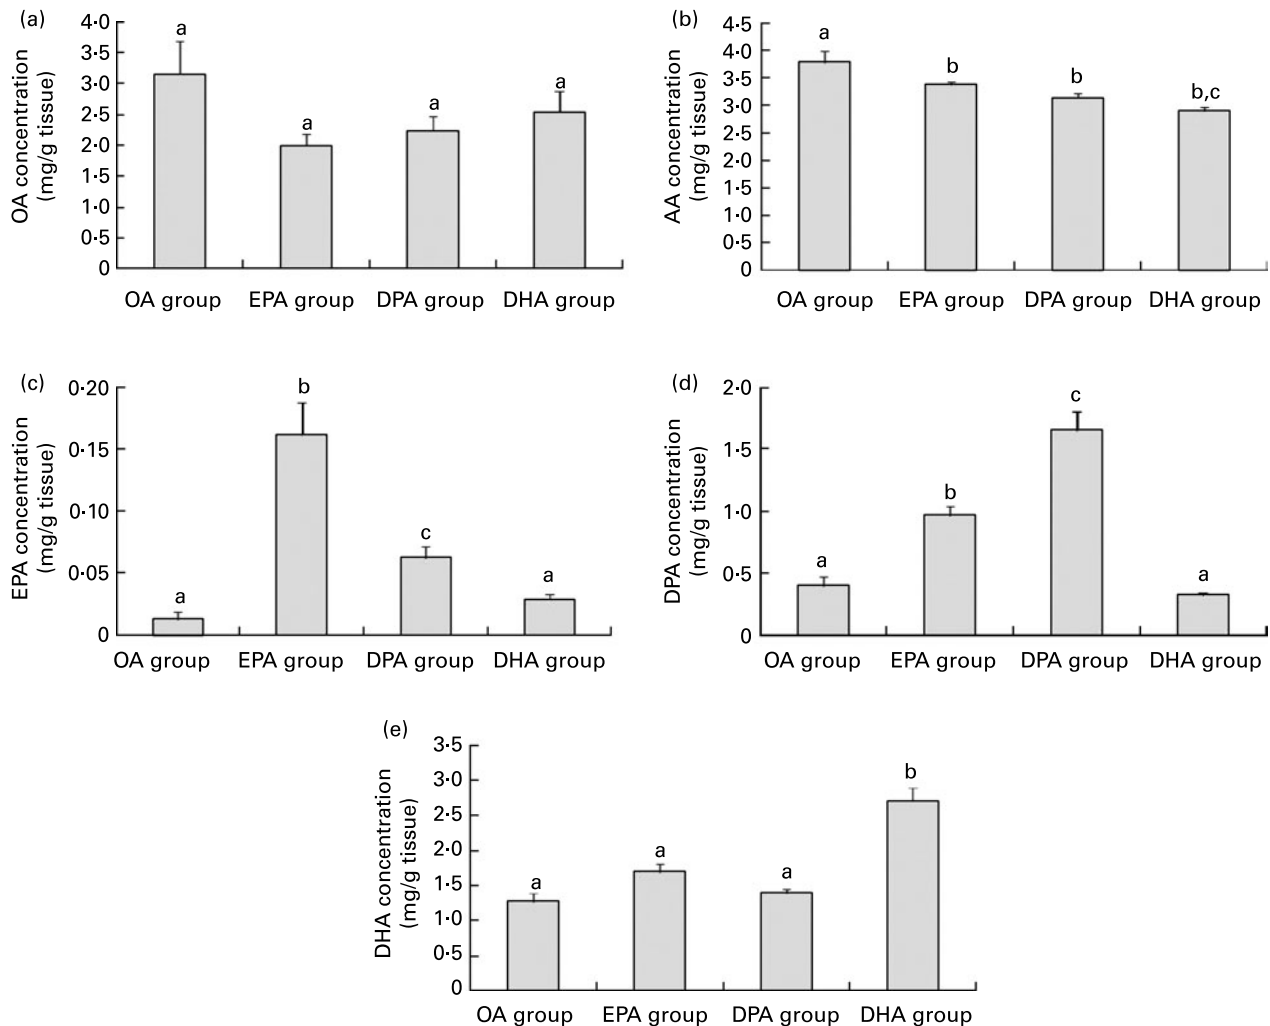 (a)
OA concentration
(mg/g tissue)
4·0
3·0
2·5
2·0
1·5
1·0
0·5
0
a
a
a
a
OA group
EPA group
DPA group
DHA group
(b)
AA concentration
(mg/g tissue)
4·5
4·0
3·5
3·0
2·5
2·0
1·5
1·0
0·5
0
a
b
b
b,c
OA group
EPA group
DPA group
DHA group
(c)
EPA concentration
(mg/g tissue)
0·20
0·15
0·10
0·05
0
a
b
c
a
OA group
EPA group
DPA group
DHA group
(d)
DPA concentration
(mg/g tissue)
2·0
1·5
1·0
0·5
0
a
b
c
a
OA group
EPA group
DPA group
DHA group
(e)
DHA concentration
(mg/g tissue)
3·5
3·0
2·5
2·0
1·5
1·0
0·5
0
a
a
a
b
OA group
EPA group
DPA group
DHA group